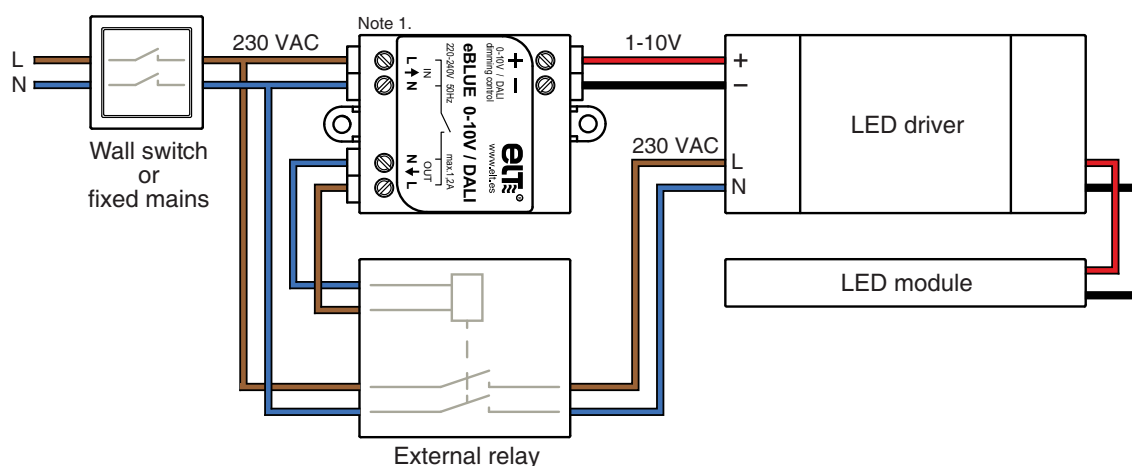 Note 1.
230 VAC
1-10V
L
N
L
N
IN
220-240V 50Hz
eBLUE 0-10V / DALI
0-10V / DALI
dimming control
+
−
+
−
LED driver
ELT
www.elt.es
max.1,2A
OUT
N
L
230 VAC
L
N
Wall switch
or
fixed mains
LED module
External relay